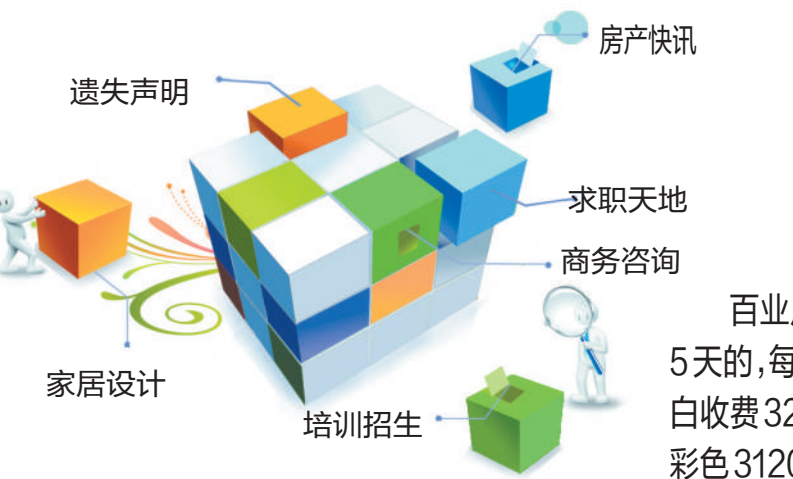 房产快讯
遗失声明
求职天地
商务咨询
家居设计
培训招生
百业
5天的,每
白收费32
彩色3120